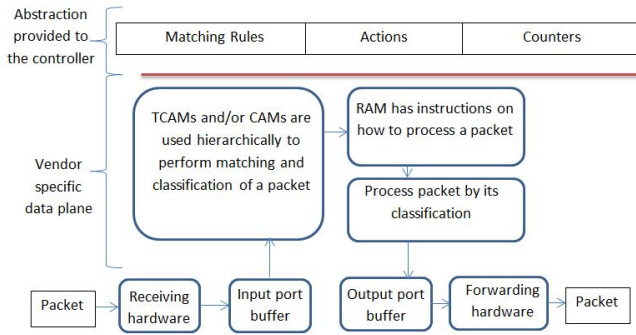 Abstraction
provided to
the controller
Matching Rules
Actions
Counters
Vendor
specific
data plane
TCAMs and/or CAMs are
used hierarchically to
perform matching and
classification of a packet
RAM has instructions on
how to process a packet
Process packet by its
classification
Packet
Receiving
hardware
Input port
buffer
Output port
buffer
Forwarding
hardware
Packet